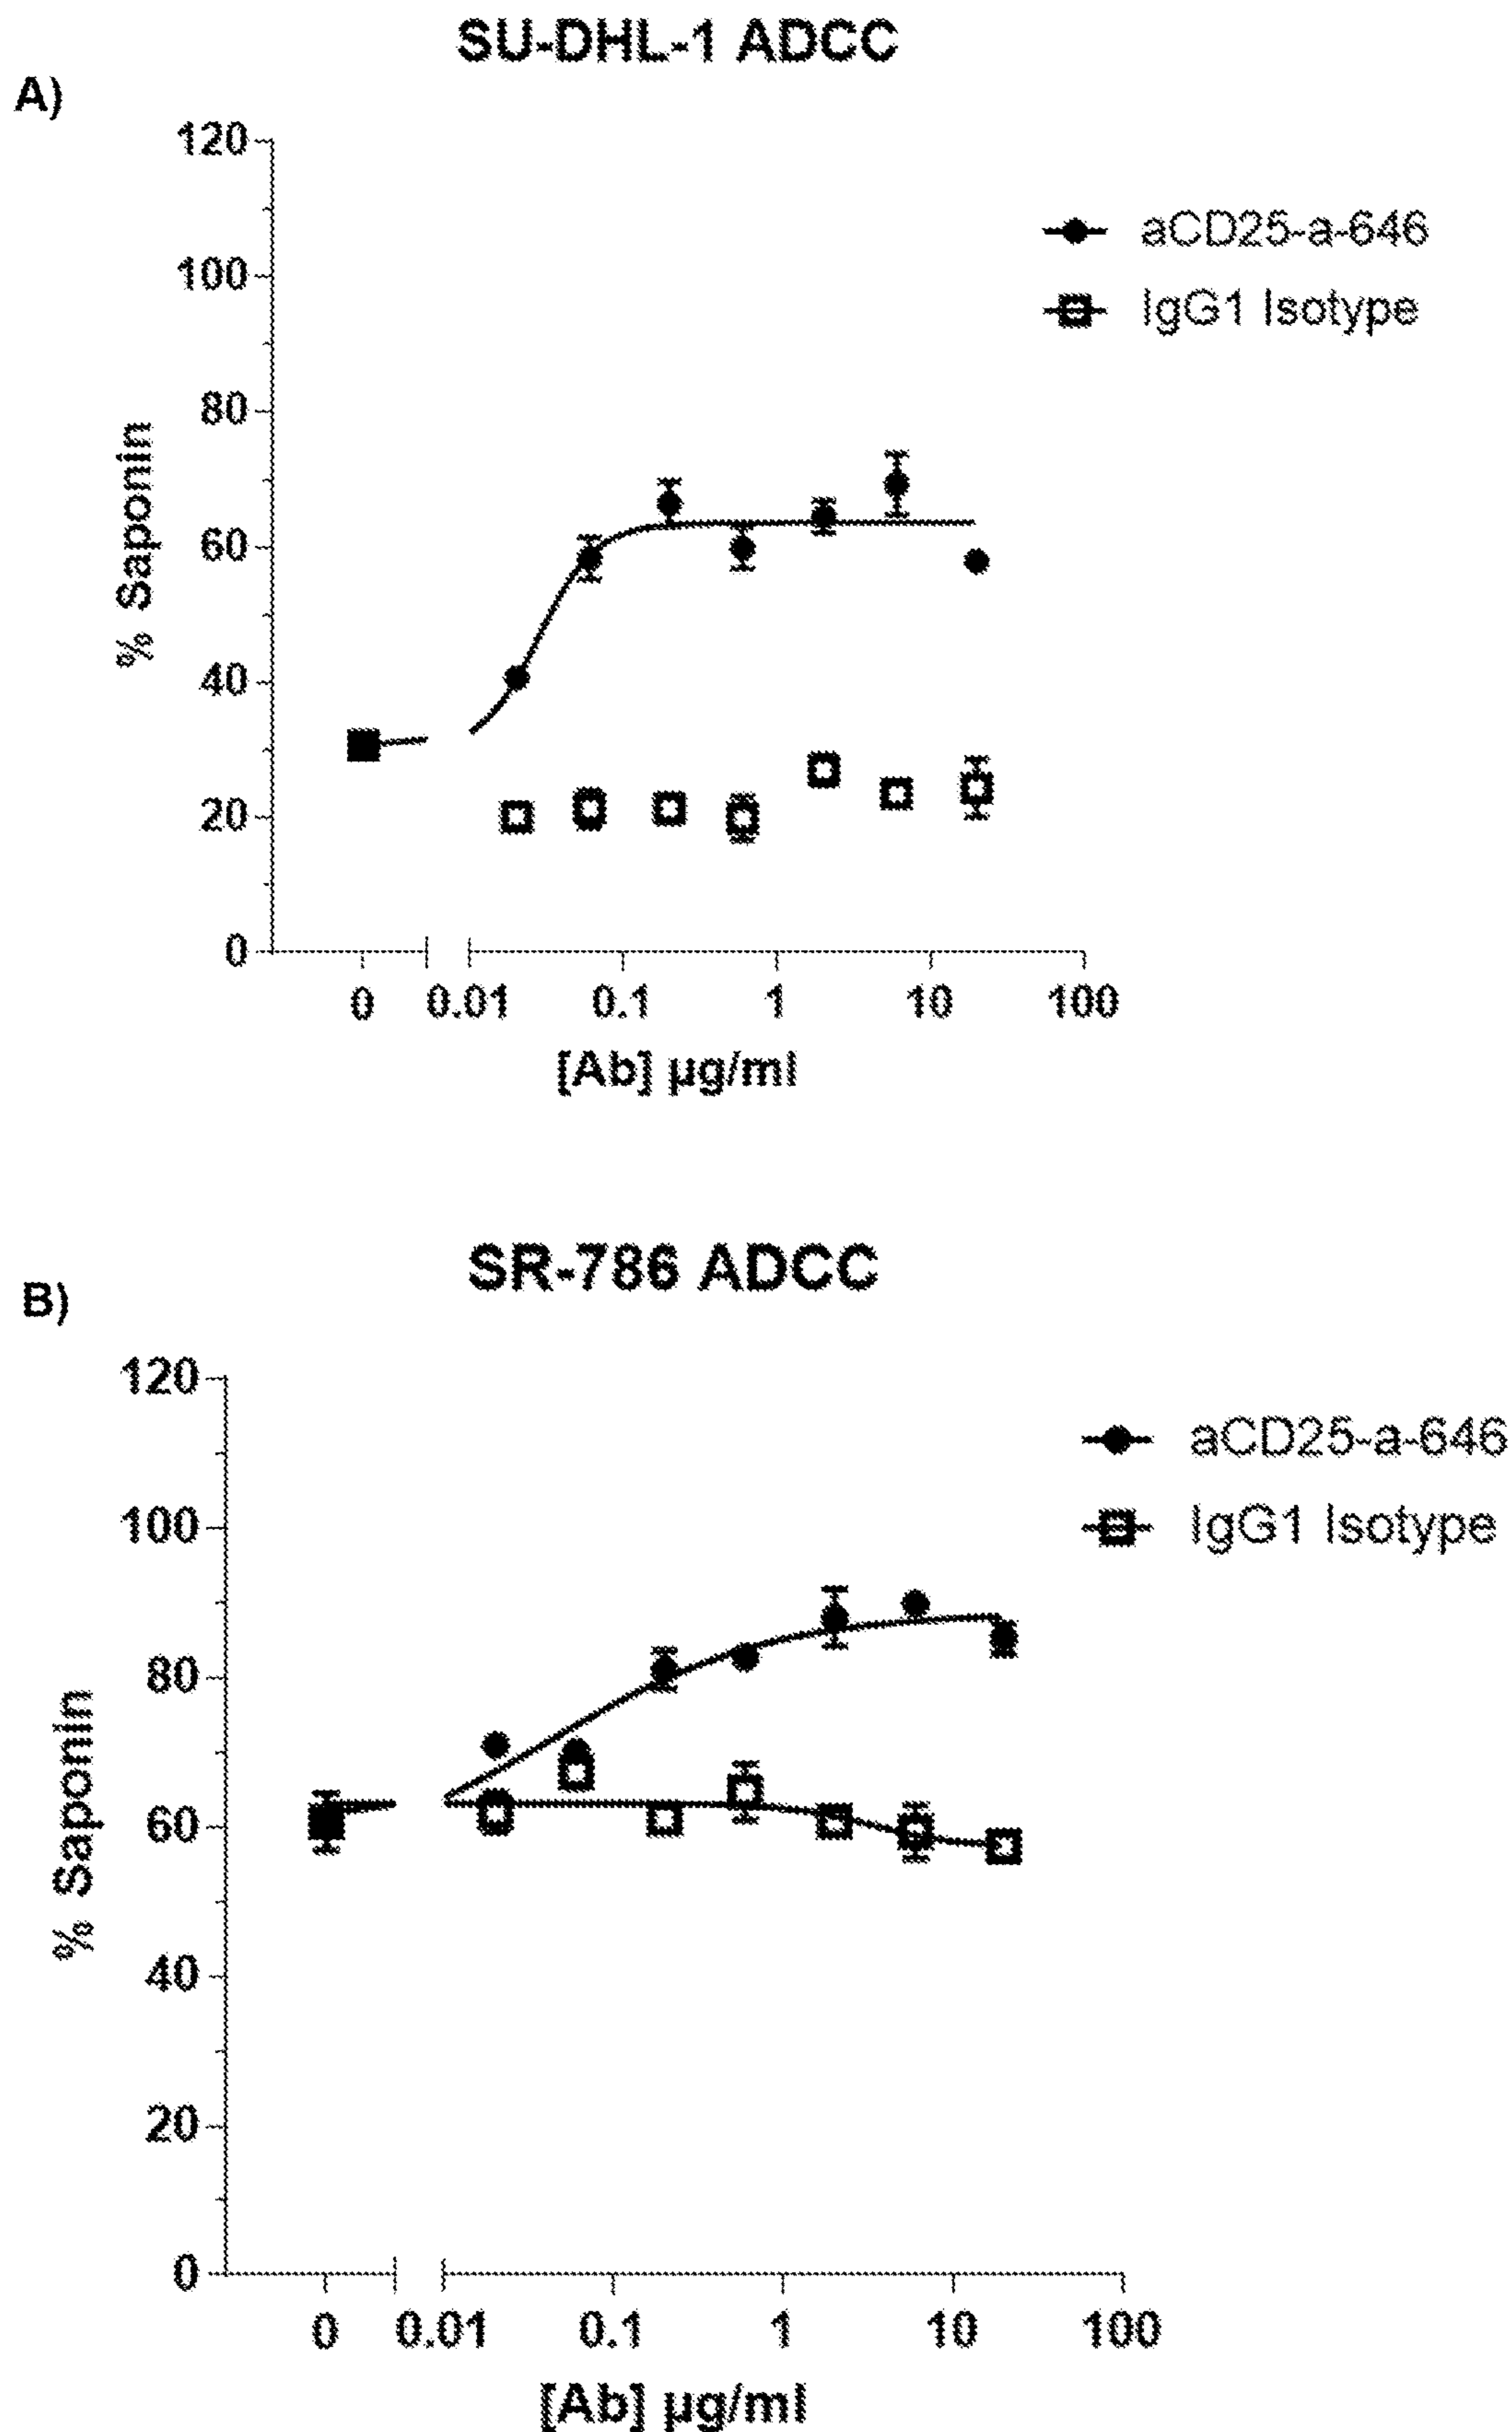 SU-DHL-1 ADCC
A)
120
100
80
60
40
20
0
% Saponin
aCD25-a-646
IgG1 Isotype
0 0.01 0.1 1 10 100
[Ab] µg/ml
SR-786 ADCC
B)
120
100
80
60
40
20
0
% Saponin
aCD25-a-646
IgG1 Isotype
0 0.01 0.1 1 10 100
[Ab] µg/ml